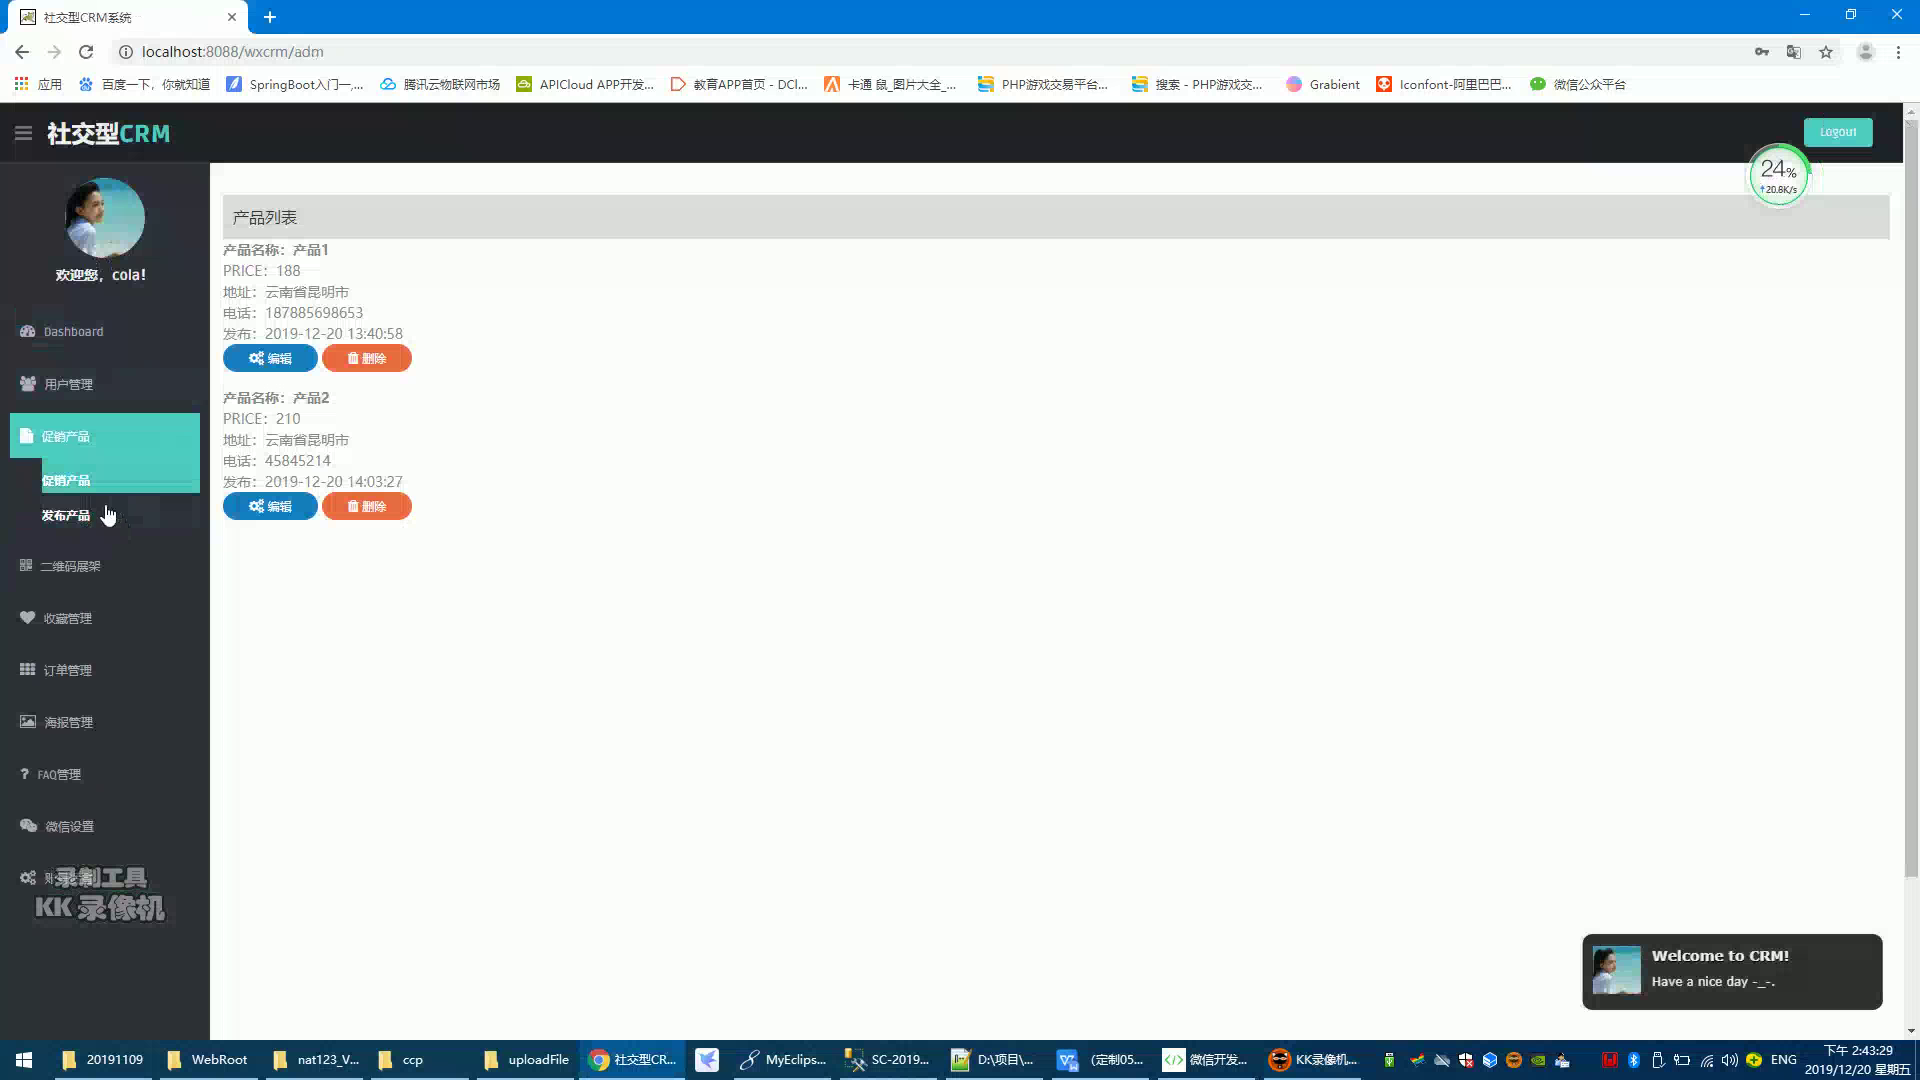 社交型CRM系统
localhost:8088/wxcrm/adm
应用 百度一下，你就知道 SpringBoot入门一,... 腾讯云物联网市场 APICloud APP开发... 教育APP首页 - DCl... 卡通 鼠_图片大全_... PHP游戏交易平台... 搜索 - PHP游戏交... Grabient Iconfont-阿里巴巴... 微信公众平台
社交型CRM
Logout
24%
20.8K/s
欢迎您，cola!
Dashboard
用户管理
促销产品
促销产品
发布产品
二维码展架
收藏管理
订单管理
海报管理
FAQ管理
微信设置
录制工具
KK 录像机
产品列表
产品名称：产品1
PRICE：188
地址：云南省昆明市
电话：187885698653
发布：2019-12-20 13:40:58
编辑 删除
产品名称：产品2
PRICE：210
地址：云南省昆明市
电话：45845214
发布：2019-12-20 14:03:27
编辑 删除
Welcome to CRM!
Have a nice day -_-.
20191109 WebRoot nat123_V... ccp uploadFile 社交型CR... MyEclips... SC-2019... D:\项目\... (定制05... 微信开发... KK录像机... ENG
下午 2:43:29
2019/12/20 星期五